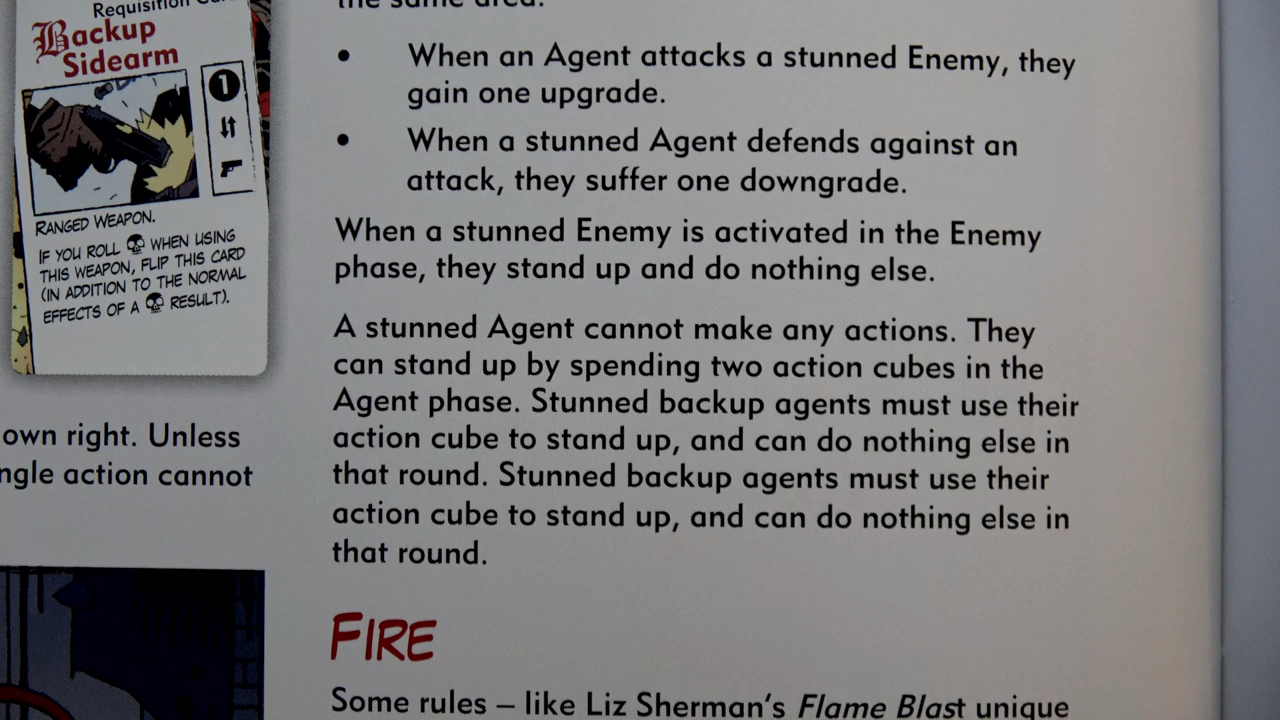 Requisition
Backup
Sidearm
1
RANGED WEAPON.
IF YOU ROLL WHEN USING
THIS WEAPON, FLIP THIS CARD
(IN ADDITION TO THE NORMAL
EFFECTS OF A RESULT).
own right. Unless
ngle action cannot
the same area.
• When an Agent attacks a stunned Enemy, they
gain one upgrade.
• When a stunned Agent defends against an
attack, they suffer one downgrade.
When a stunned Enemy is activated in the Enemy
phase, they stand up and do nothing else.
A stunned Agent cannot make any actions. They
can stand up by spending two action cubes in the
Agent phase. Stunned backup agents must use their
action cube to stand up, and can do nothing else in
that round. Stunned backup agents must use their
action cube to stand up, and can do nothing else in
that round.
FIRE
Some rules – like Liz Sherman's Flame Blast unique